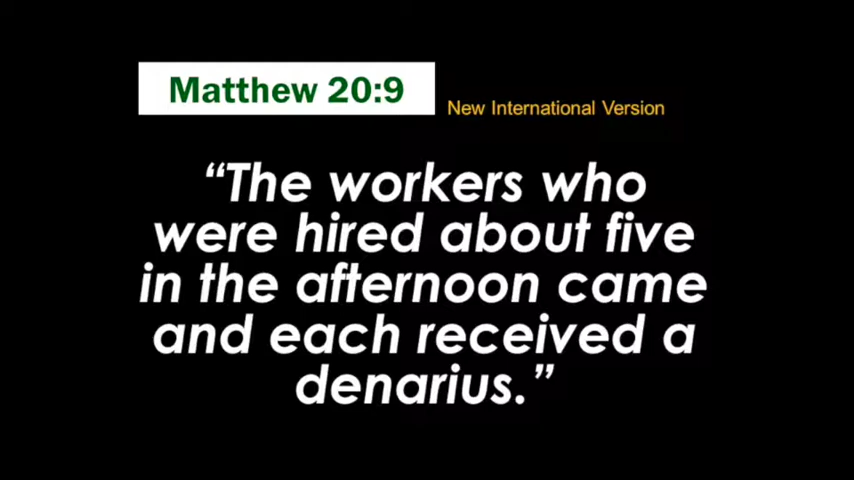 Matthew 20:9
New International Version
“The workers who
were hired about five
in the afternoon came
and each received a
denarius.”